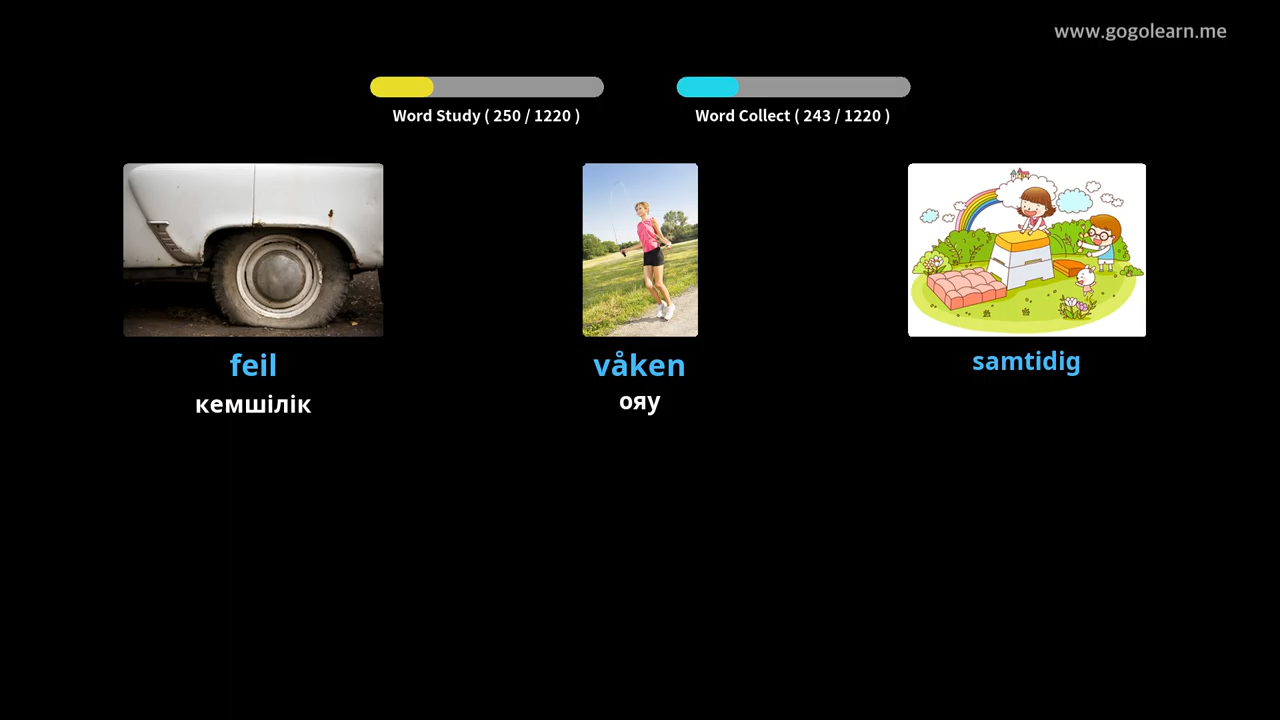 www.gogolearn.me
Word Study ( 250 / 1220 )
Word Collect ( 243 / 1220 )
feil
våken
samtidig
кемшілік
ояу